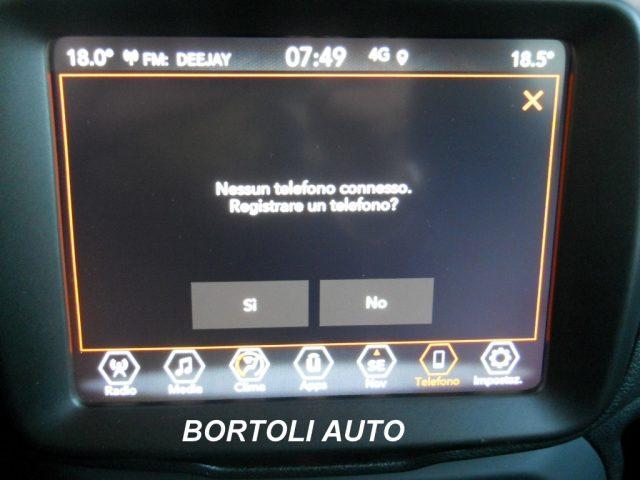 18.0° FM: DEEJAY 07:49 4G 18.5°
Nessun telefono connesso.
Registrare un telefono?
Sì No
Radio Media Clima Apps SE Nav Telefono Impostaz.
BORTOLI AUTO